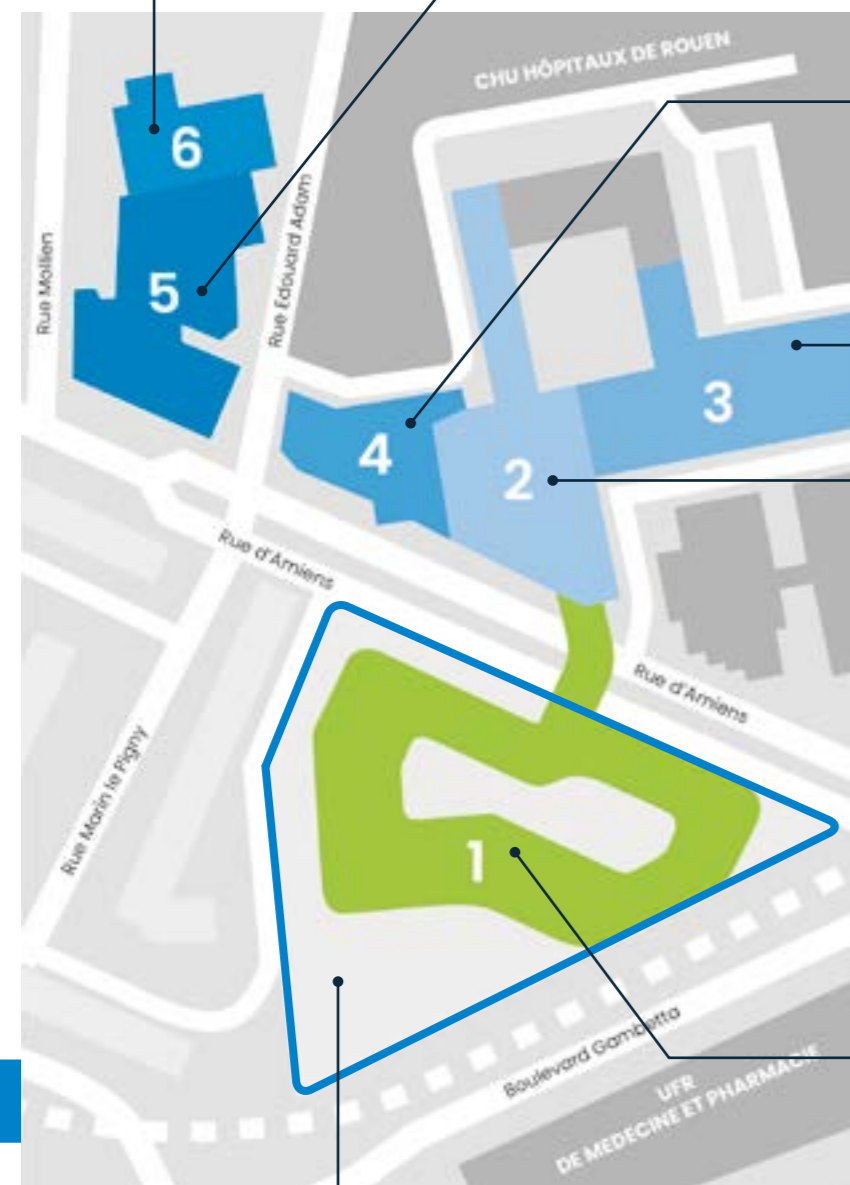 CHU HÔPITAUX DE ROUEN
6
Rue Mollien
5
Rue Edouard Adam
3
4
2
Rue d'Amiens
Rue d'Amiens
Rue Marin le Pigny
1
Boulevard Gambetta
UFR
DE MEDECINE ET PHARMACIE